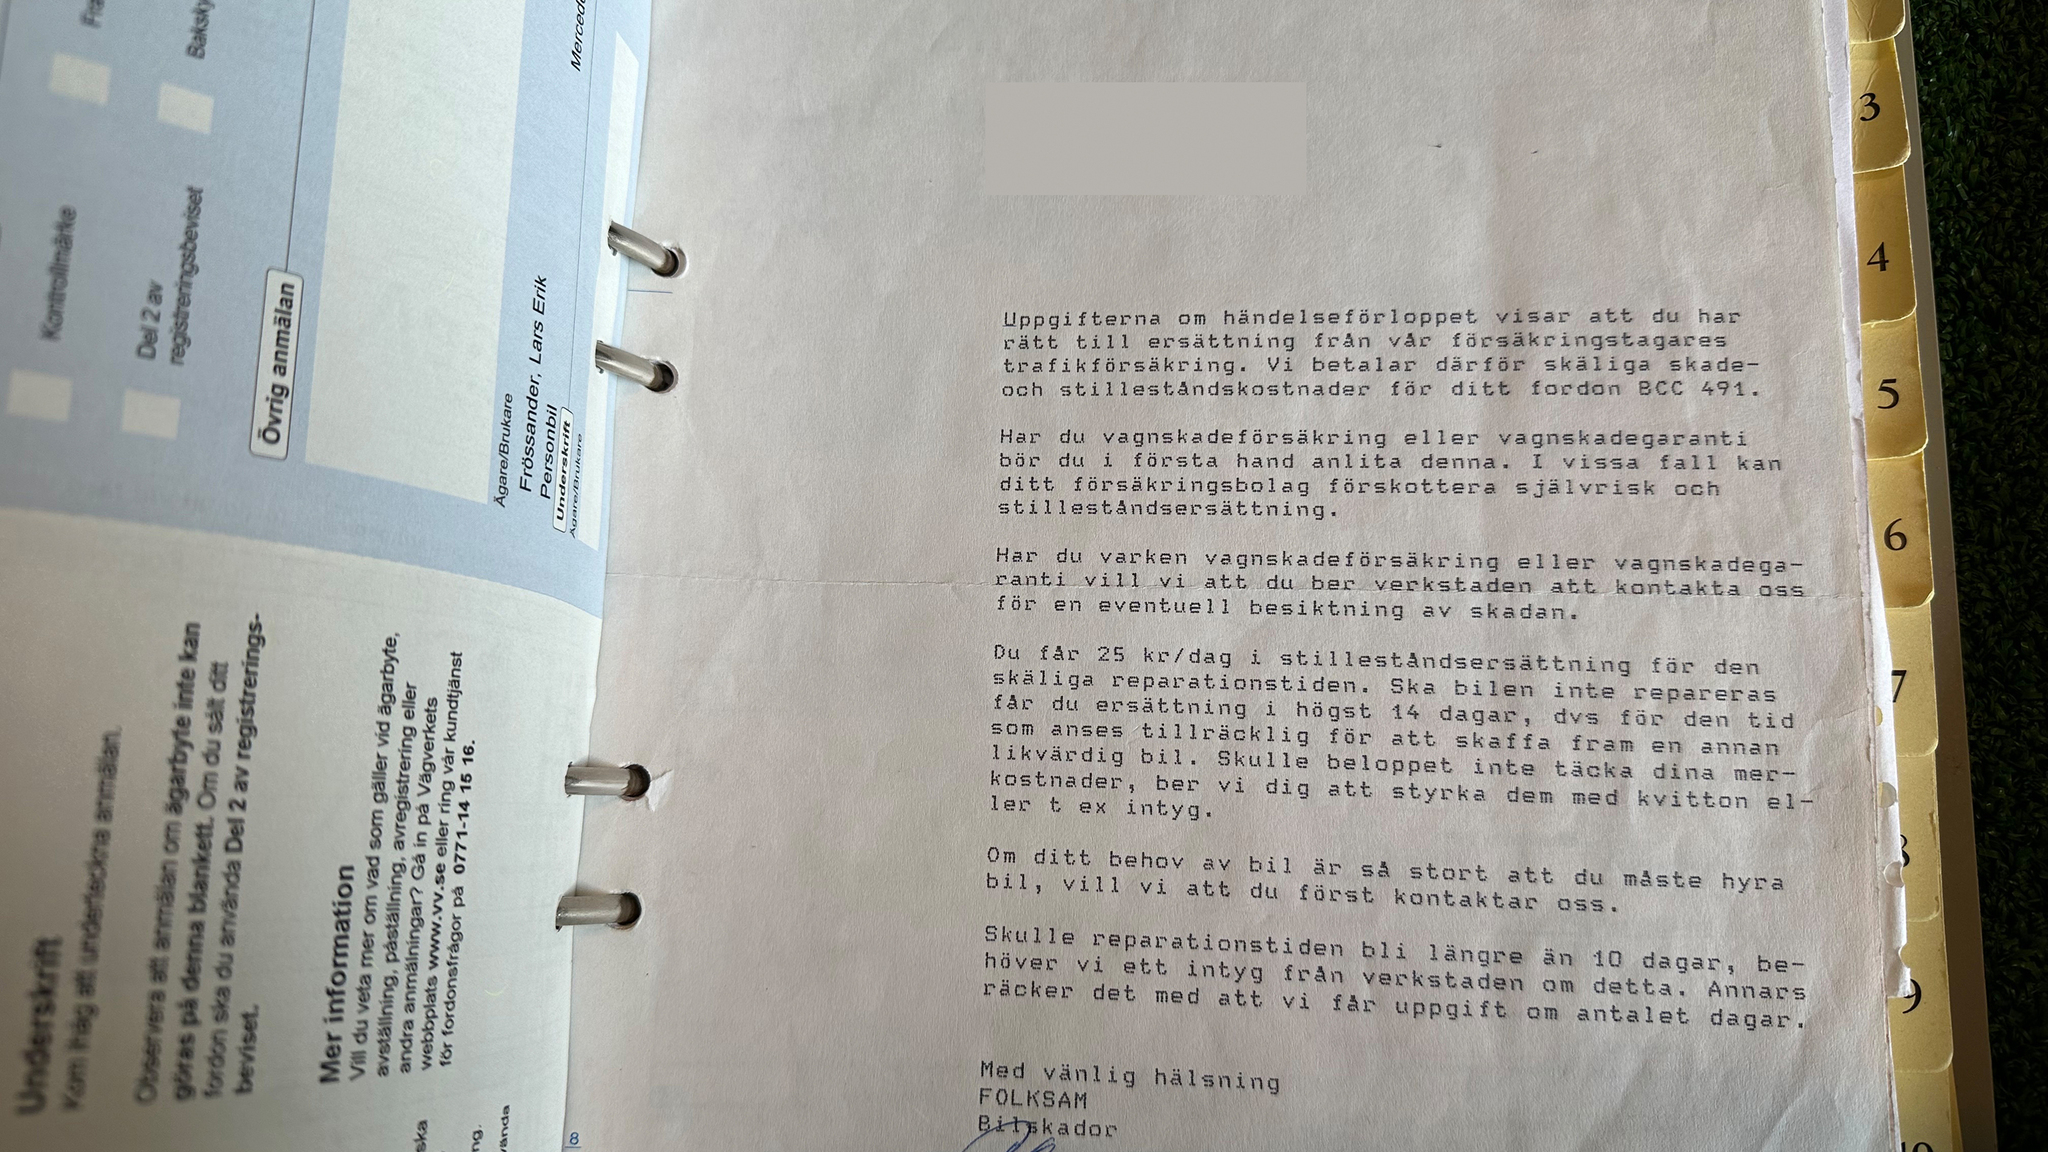 Fra
Baksky
Kontrollmärke
Del 2 av
registreringsbeviset
Övrig anmälan
Merced
Ägare/Brukare
Frössander, Lars Erik
Personbil
Underskrift
Ägare/Brukare
Underskrift
Kom ihåg att underteckna anmälan.
Observera att anmälan om ägarbyte inte kan
göras på denna blankett. Om du sålt ditt
fordon ska du använda Del 2 av registrerings-
beviset.
Mer information
Vill du veta mer om vad som gäller vid ägarbyte,
avställning, påställning, avregistrering eller
andra anmälningar? Gå in på Vägverkets
webbplats www.vv.se eller ring vår kundtjänst
för fordonsfrågor på 0771-14 15 16.
ska
ng.
vända
8
Uppgifterna om händelseförloppet visar att du har
rätt till ersättning från vår försäkringstagares
trafikförsäkring. Vi betalar därför skäliga skade-
och stilleståndskostnader för ditt fordon BCC 491.
Har du vagnskadeförsäkring eller vagnskadegaranti
bör du i första hand anlita denna. I vissa fall kan
ditt försäkringsbolag förskottera självrisk och
stilleståndsersättning.
Har du varken vagnskadeförsäkring eller vagnskadega-
ranti vill vi att du ber verkstaden att kontakta oss
för en eventuell besiktning av skadan.
Du får 25 kr/dag i stilleståndsersättning för den
skäliga reparationstiden. Ska bilen inte repareras
får du ersättning i högst 14 dagar, dvs för den tid
som anses tillräcklig för att skaffa fram en annan
likvärdig bil. Skulle beloppet inte täcka dina mer-
kostnader, ber vi dig att styrka dem med kvitton el-
ler t ex intyg.
Om ditt behov av bil är så stort att du måste hyra
bil, vill vi att du först kontaktar oss.
Skulle reparationstiden bli längre än 10 dagar, be-
höver vi ett intyg från verkstaden om detta. Annars
räcker det med att vi får uppgift om antalet dagar.
Med vänlig hälsning
FOLKSAM
Bilskador
3
4
5
6
7
8
9
10